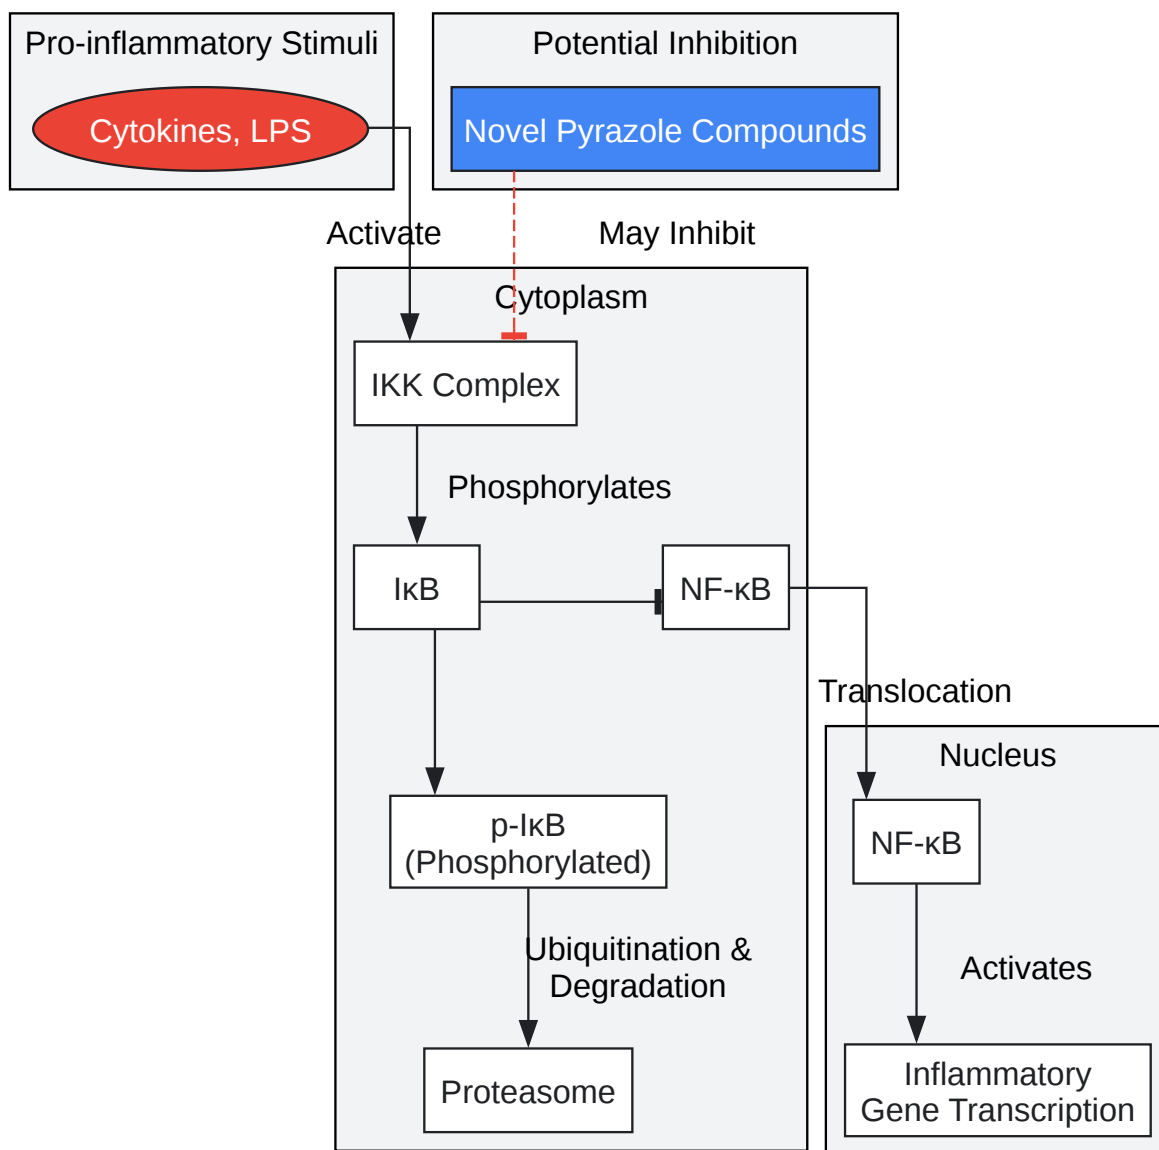 Pro-inflammatory Stimuli
Potential Inhibition
Cytokines, LPS
Novel Pyrazole Compounds
Activate
May Inhibit
Cytoplasm
IKK Complex
Phosphorylates
IκB
NF-κB
Translocation
Nucleus
p-IκB
(Phosphorylated)
NF-κB
Ubiquitination &
Degradation
Activates
Proteasome
Inflammatory
Gene Transcription